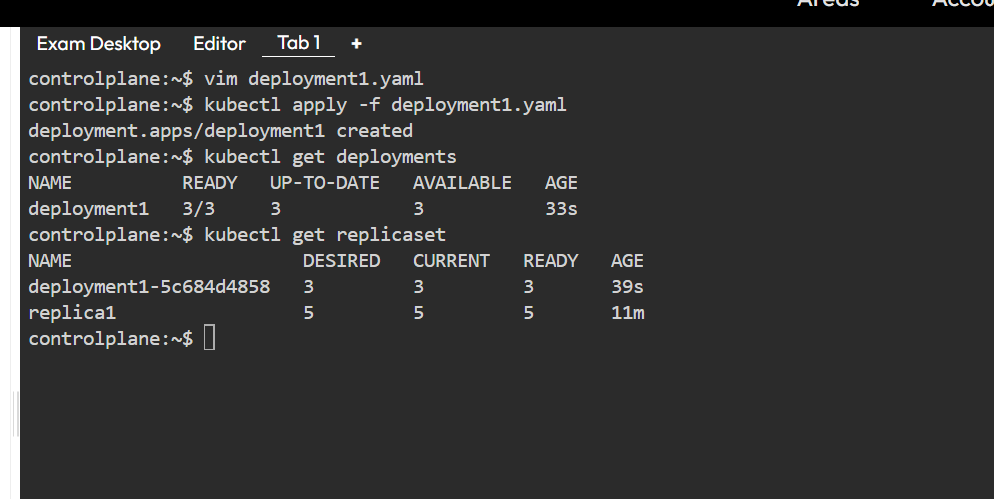 Exam Desktop Editor Tab 1 +
controlplane:~$ vim deployment1.yaml
controlplane:~$ kubectl apply -f deployment1.yaml
deployment.apps/deployment1 created
controlplane:~$ kubectl get deployments
NAME READY UP-TO-DATE AVAILABLE AGE
deployment1 3/3 3 3 33s
controlplane:~$ kubectl get replicaset
NAME DESIRED CURRENT READY AGE
deployment1-5c684d4858 3 3 3 39s
replica1 5 5 5 11m
controlplane:~$